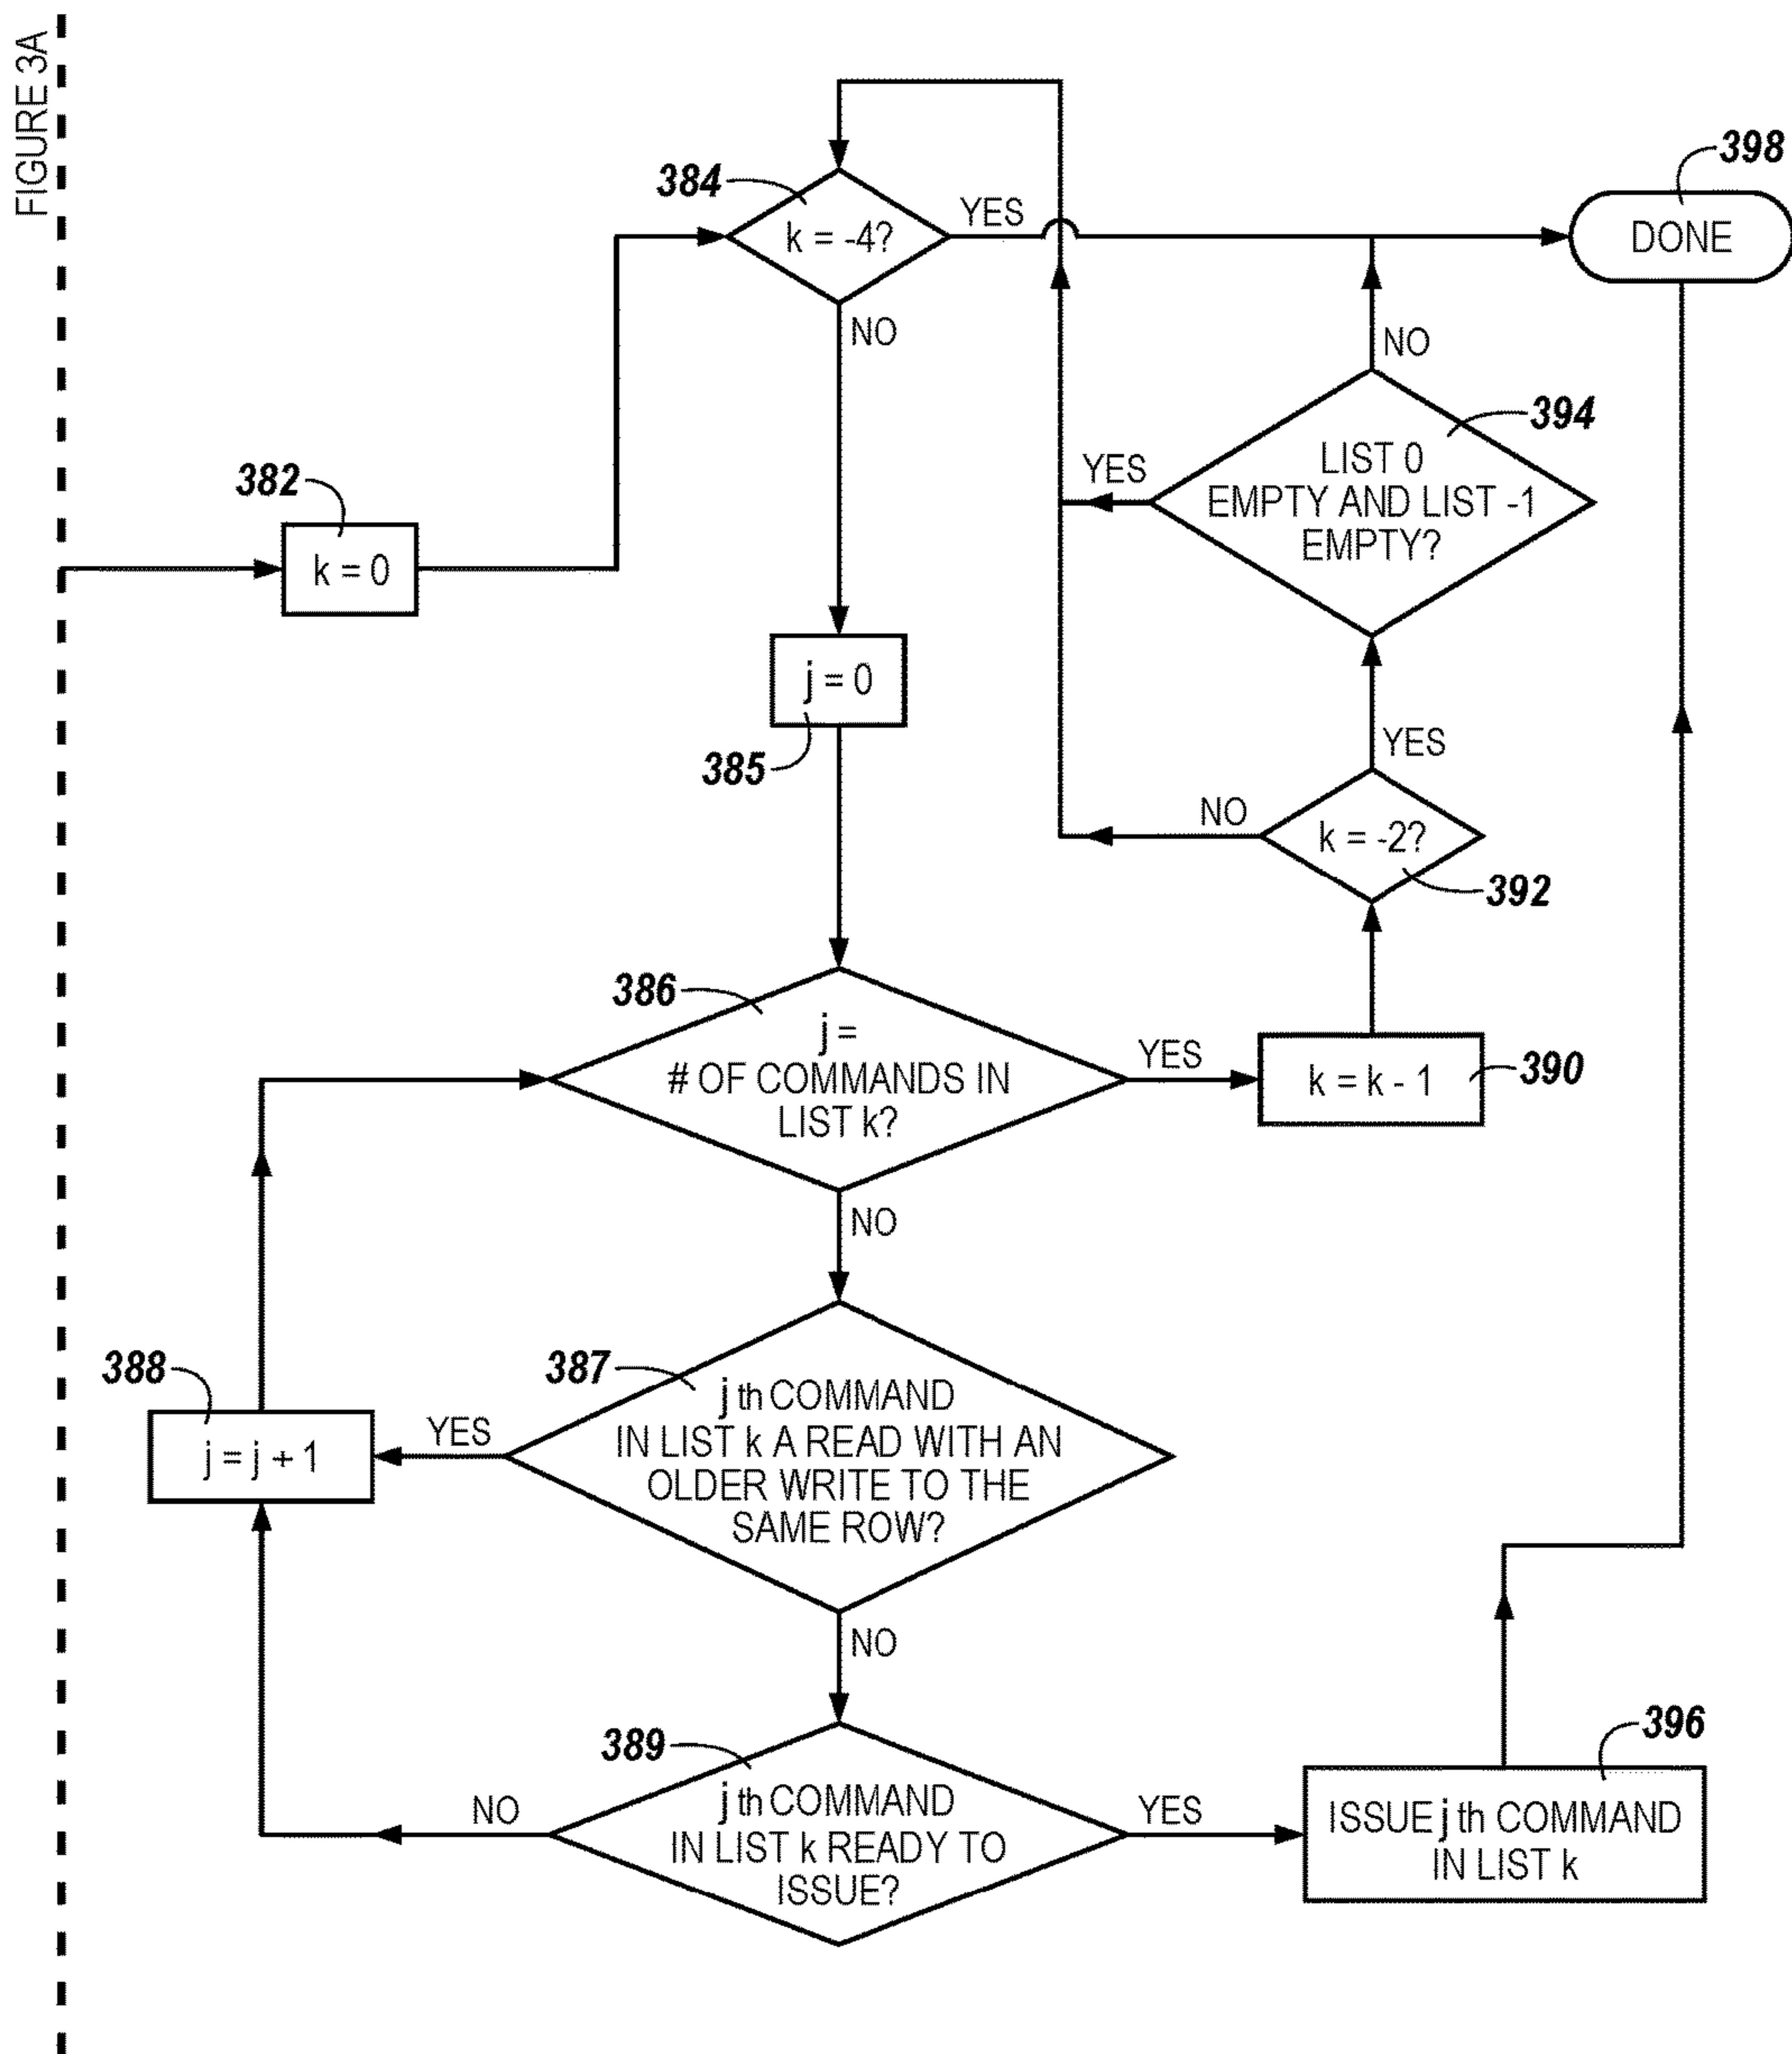 FIGURE 3A
398
384
k = -4?
YES
DONE
NO
NO
394
LIST 0
EMPTY AND LIST -1
EMPTY?
YES
382
k = 0
j = 0
385
YES
NO
k = -2?
392
386
j =
# OF COMMANDS IN
LIST k?
YES
k = k - 1
390
NO
388
387
j th COMMAND
IN LIST k A READ WITH AN
OLDER WRITE TO THE
SAME ROW?
YES
j = j + 1
NO
396
389
j th COMMAND
IN LIST k READY TO
ISSUE?
NO
YES
ISSUE j th COMMAND
IN LIST k